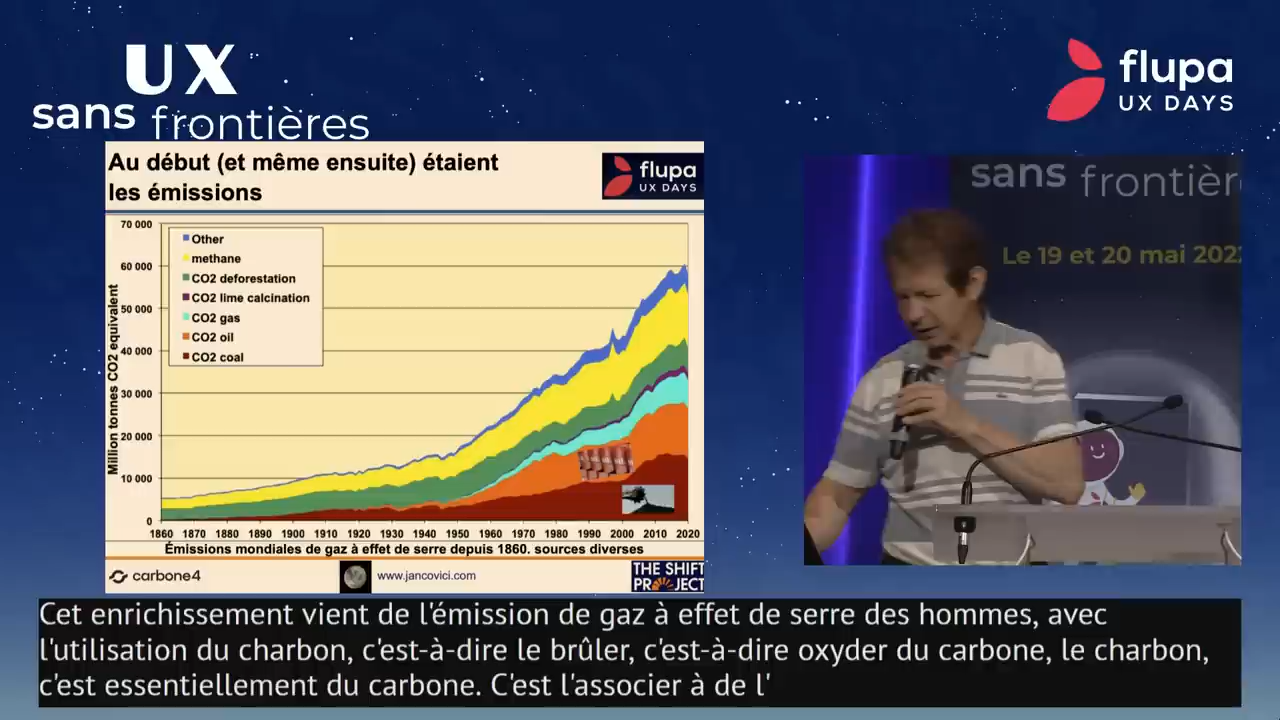 UX
sans frontières
flupa
UX DAYS
Au début (et même ensuite) étaient
les émissions
flupa
UX DAYS
Million tonnes CO2 equivalent
70 000
60 000
50 000
40 000
30 000
20 000
10 000
0
Other
methane
CO2 deforestation
CO2 lime calcination
CO2 gas
CO2 oil
CO2 coal
1860 1870 1880 1890 1900 1910 1920 1930 1940 1950 1960 1970 1980 1990 2000 2010 2020
Émissions mondiales de gaz à effet de serre depuis 1860. sources diverses
carbone4
www.jancovici.com
THE SHIFT
PROJECT
sans frontièr
Le 19 et 20 mai 2022
Cet enrichissement vient de l'émission de gaz à effet de serre des hommes, avec
l'utilisation du charbon, c'est-à-dire le brûler, c'est-à-dire oxyder du carbone, le charbon,
c'est essentiellement du carbone. C'est l'associer à de l'